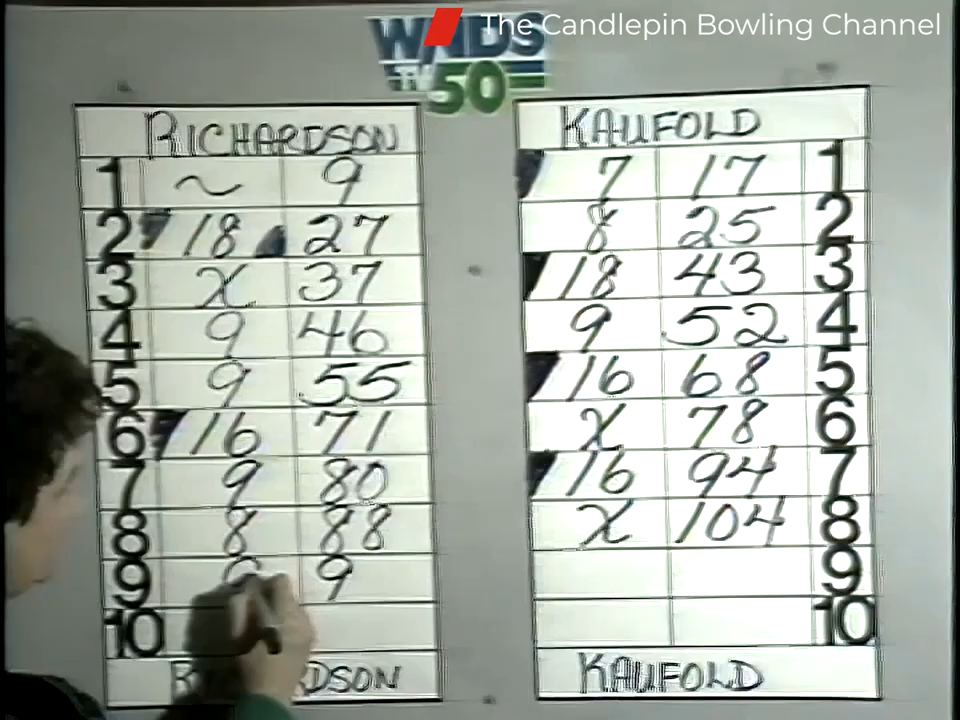 The Candlepin Bowling Channel
WNDS
TV 50
RICHARDSON
1 ~ 9
2 18 27
3 X 37
4 9 46
5 9 55
6 16 71
7 9 80
8 8 88
9 9
10
RDSON
KAUFOLD
7 17 1
8 25 2
18 43 3
9 52 4
16 68 5
X 78 6
16 94 7
X 104 8
9
10
KAUFOLD